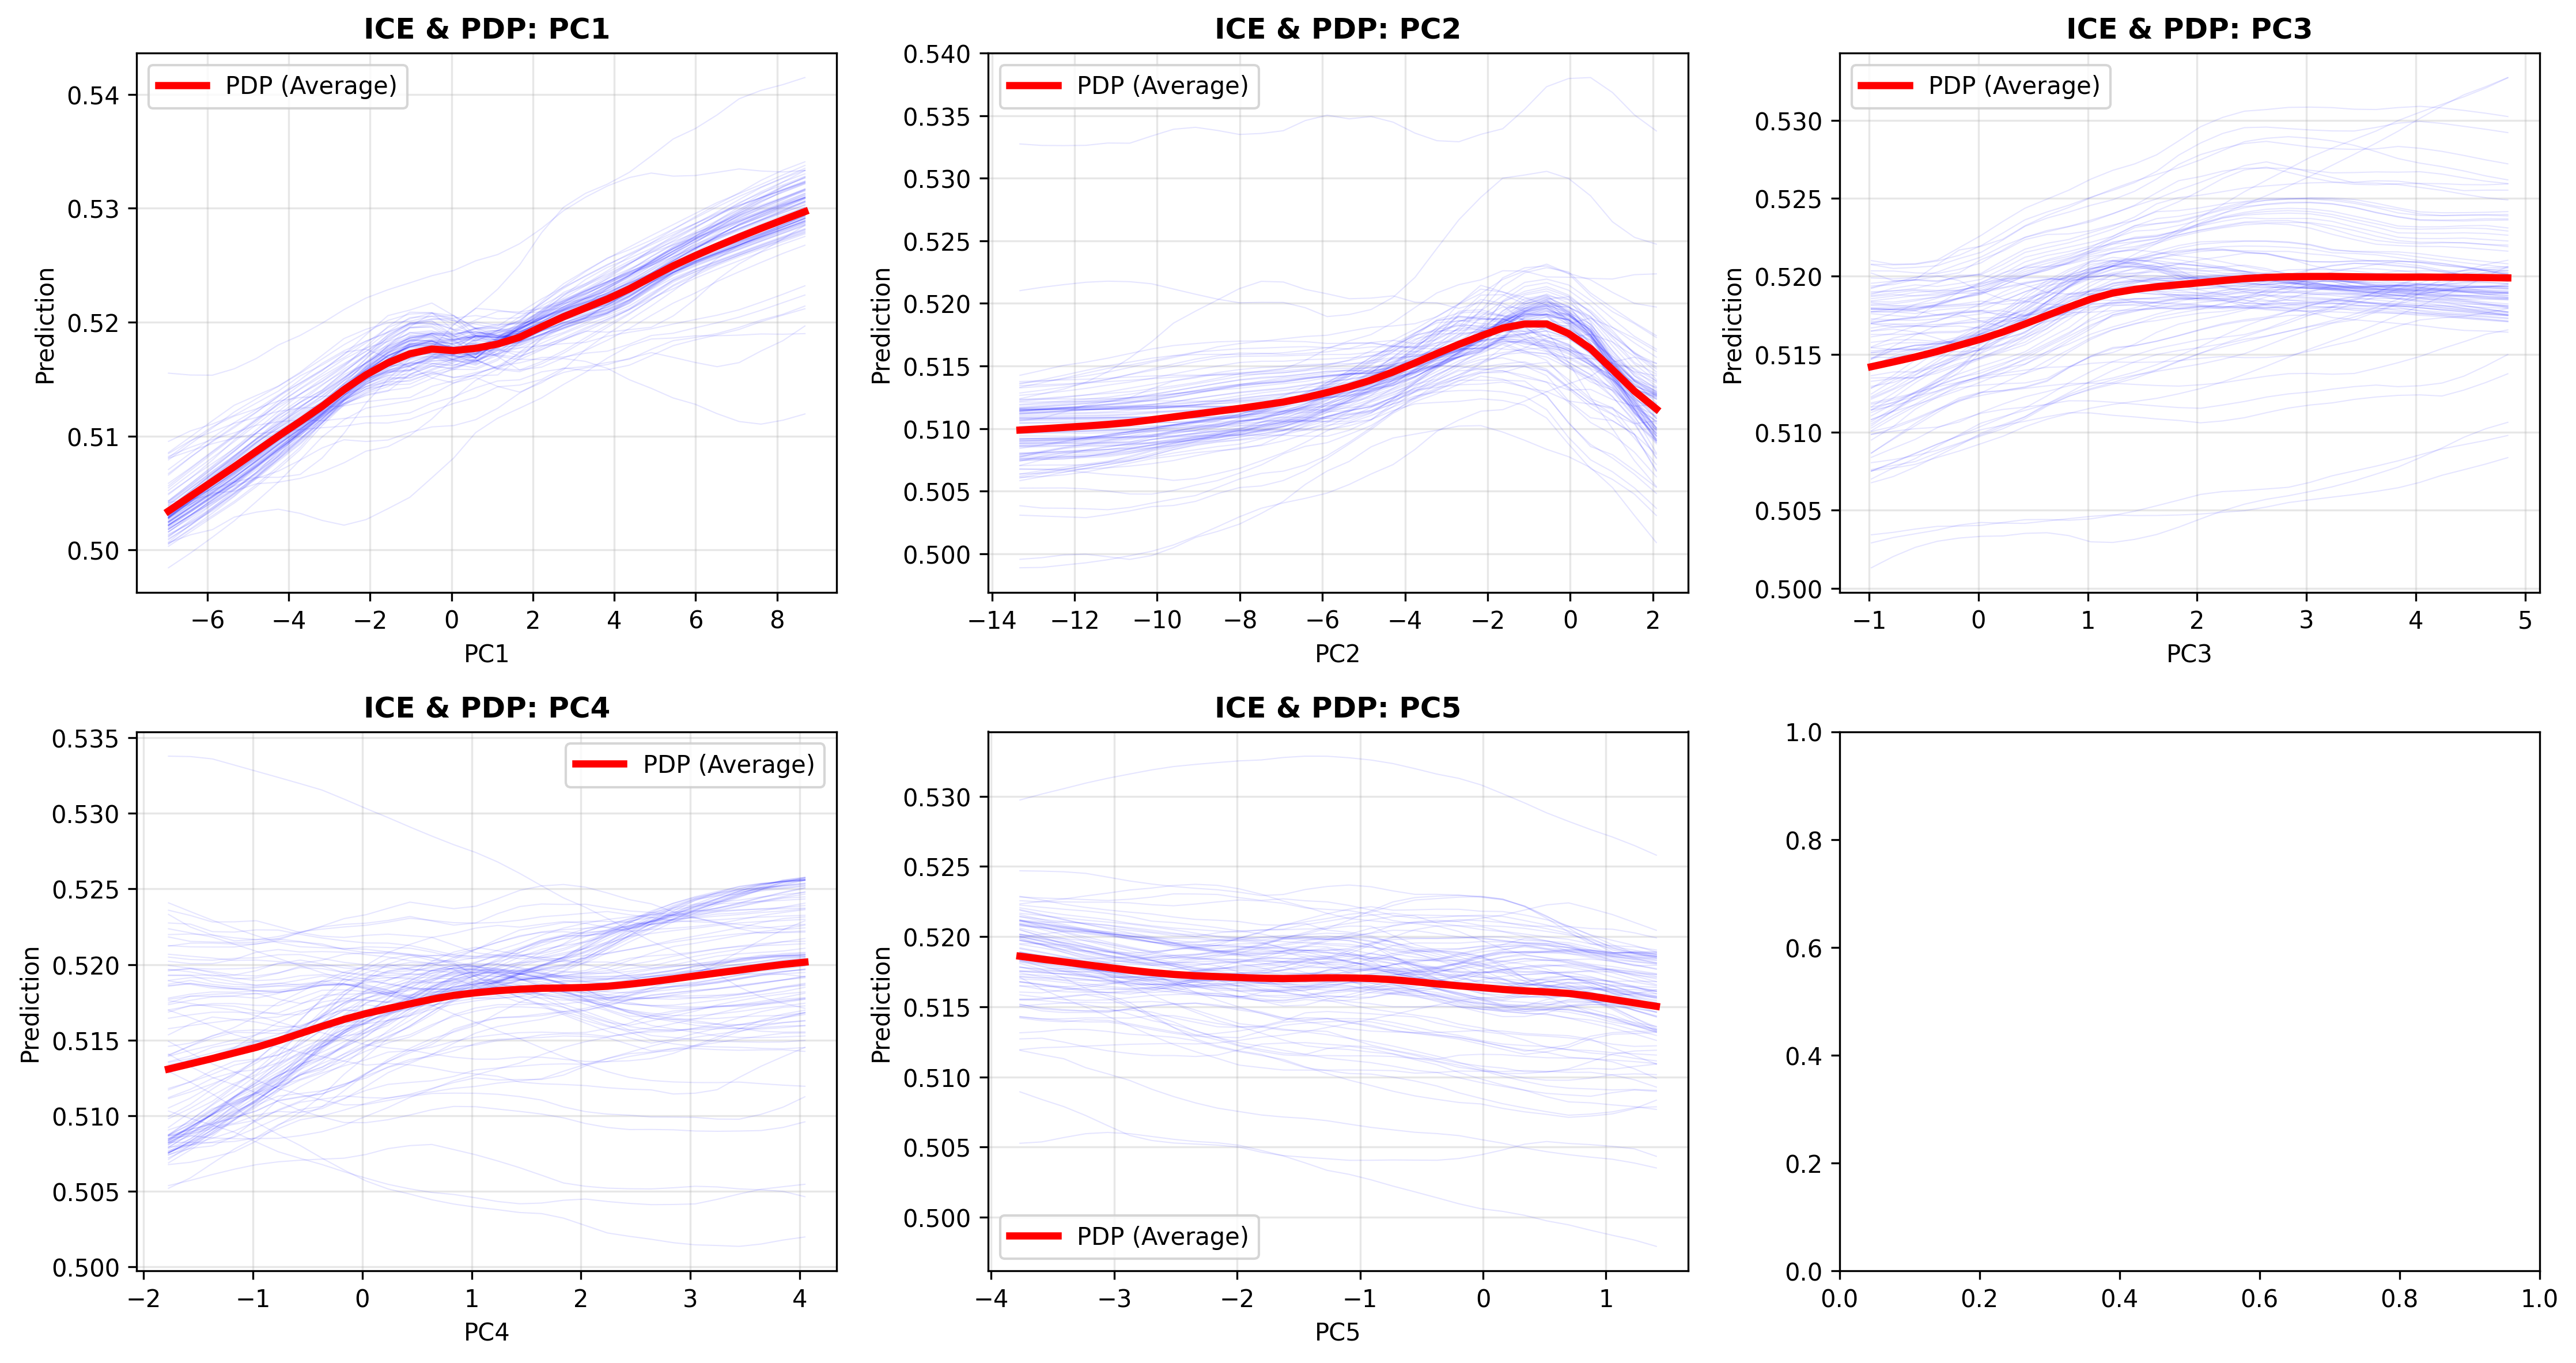 ICE & PDP: PC1
PDP (Average)
0.54
0.53
0.52
0.51
0.50
Prediction
−6 −4 −2 0 2 4 6 8
PC1
ICE & PDP: PC2
PDP (Average)
0.540
0.535
0.530
0.525
0.520
0.515
0.510
0.505
0.500
Prediction
−14 −12 −10 −8 −6 −4 −2 0 2
PC2
ICE & PDP: PC3
PDP (Average)
0.530
0.525
0.520
0.515
0.510
0.505
0.500
Prediction
−1 0 1 2 3 4 5
PC3
ICE & PDP: PC4
PDP (Average)
0.535
0.530
0.525
0.520
0.515
0.510
0.505
0.500
Prediction
−2 −1 0 1 2 3 4
PC4
ICE & PDP: PC5
0.530
0.525
0.520
0.515
0.510
0.505
0.500
Prediction
PDP (Average)
−4 −3 −2 −1 0 1
PC5
1.0
0.8
0.6
0.4
0.2
0.0
0.0 0.2 0.4 0.6 0.8 1.0